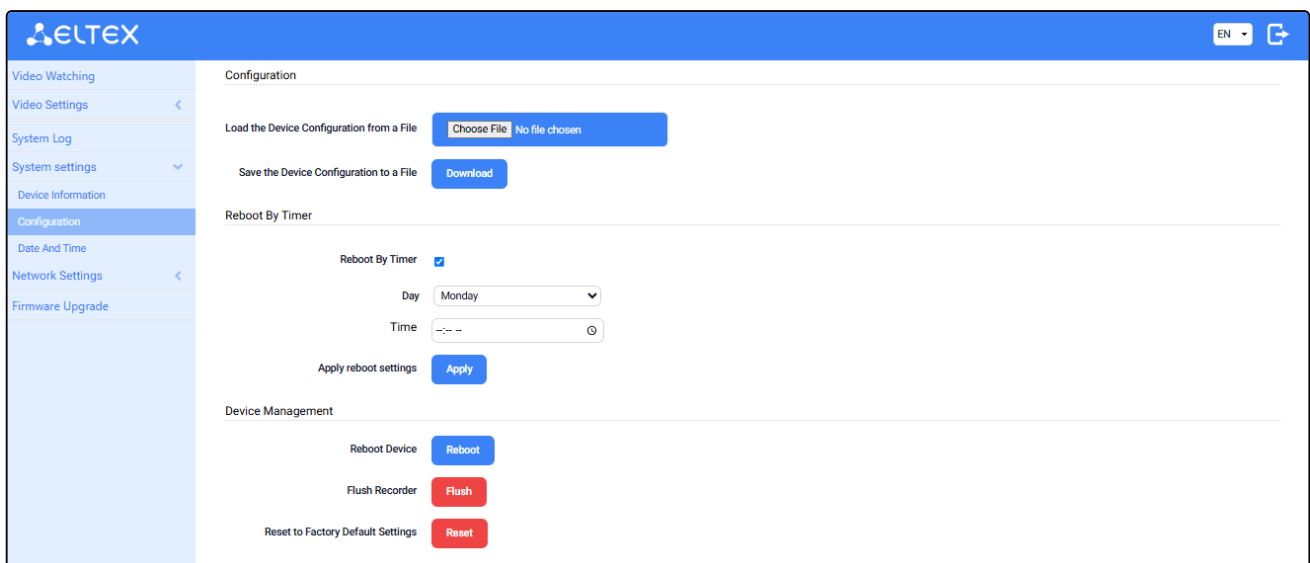 ELTEX
EN
Video Watching
Video Settings
System Log
System settings
Device Information
Configuration
Date And Time
Network Settings
Firmware Upgrade
Configuration
Load the Device Configuration from a File Choose File No file chosen
Save the Device Configuration to a File Download
Reboot By Timer
Reboot By Timer
Day Monday
Time --:-- --
Apply reboot settings Apply
Device Management
Reboot Device Reboot
Flush Recorder Flush
Reset to Factory Default Settings Reset